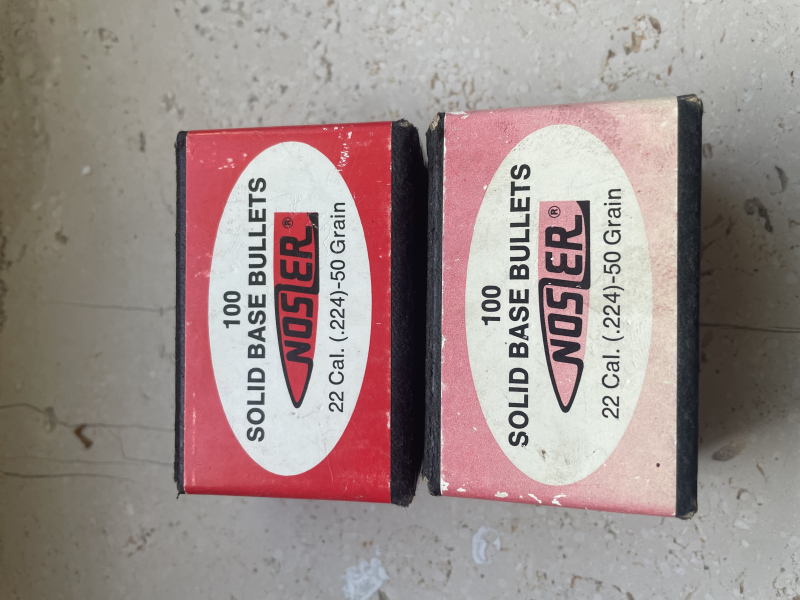 100
SOLID BASE BULLETS
NOSLER®
22 Cal. (.224)-50 Grain
100
SOLID BASE BULLETS
NOSLER®
22 Cal. (.224)-50 Grain